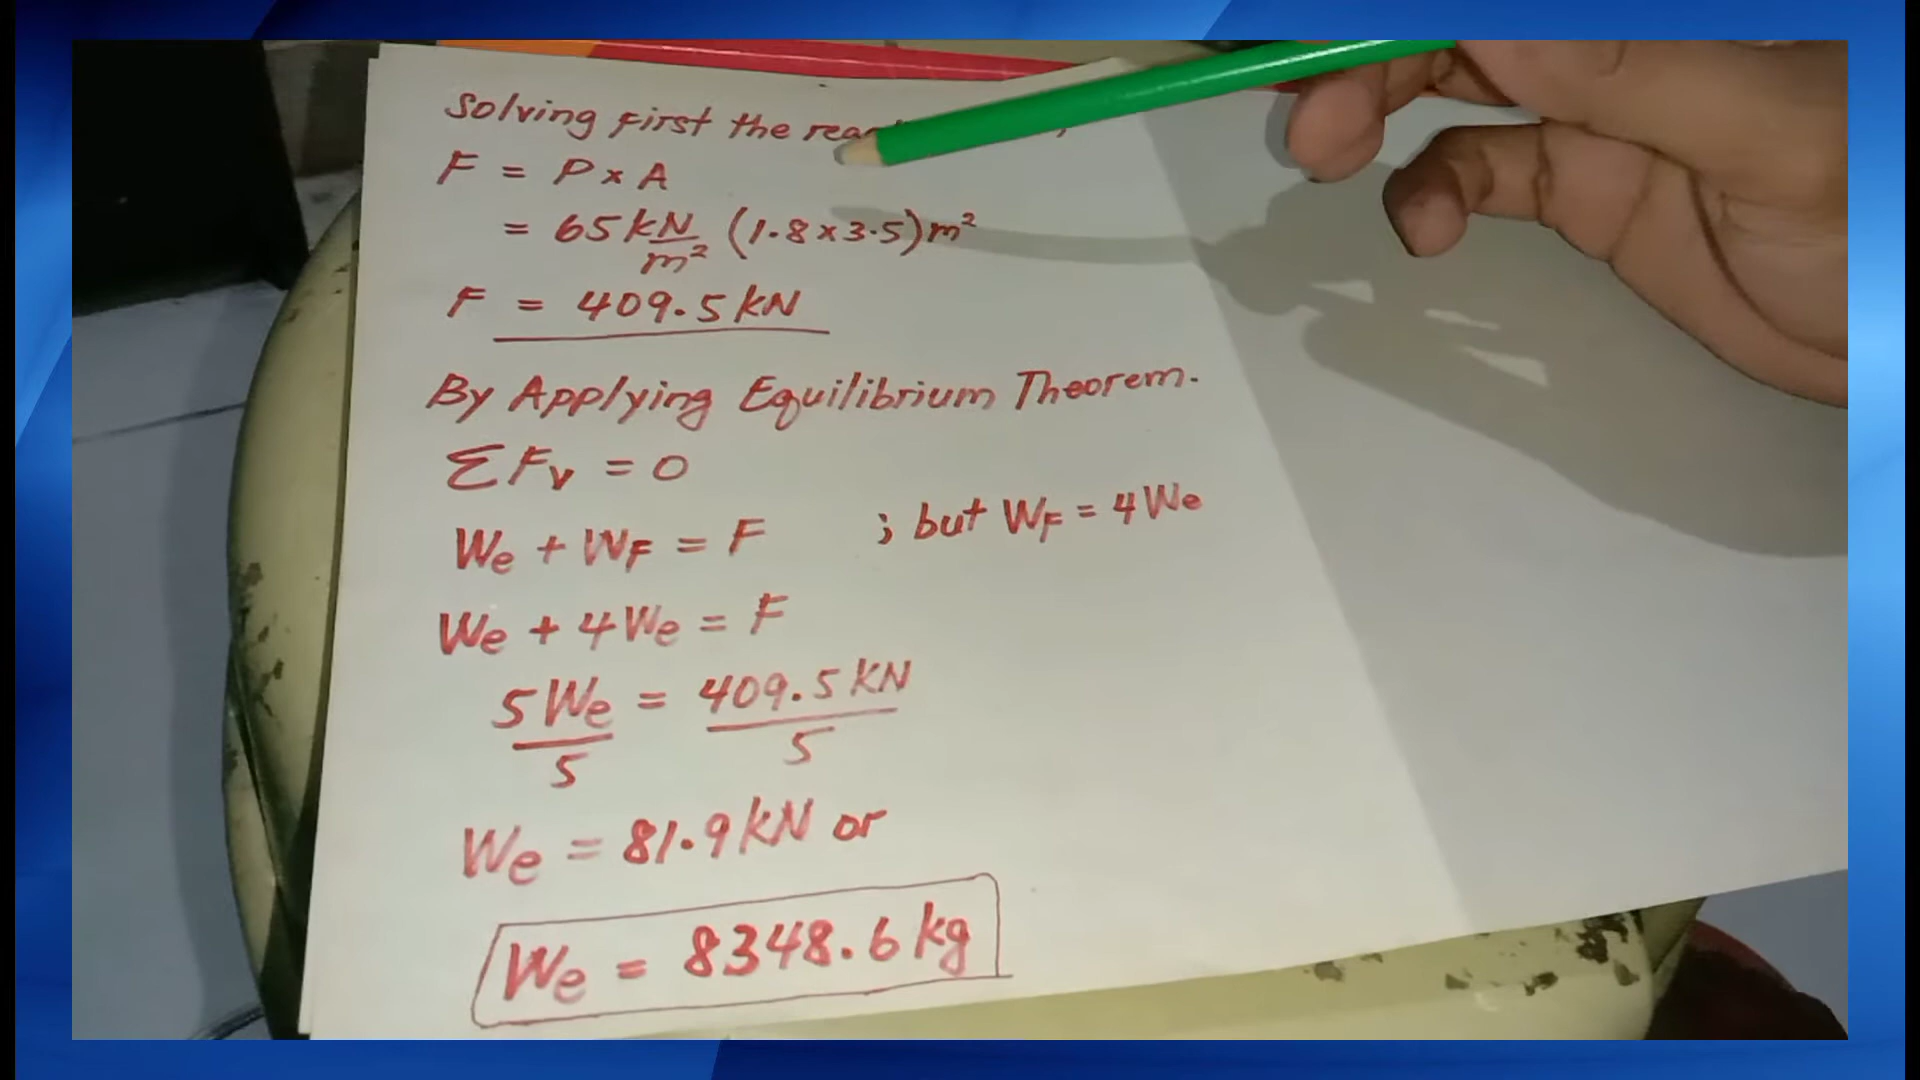 Solving first the
F = P x A
= 65 kN/m² (1.8 x 3.5) m²
F = 409.5 kN
By Applying Equilibrium Theorem.
ΣFv = 0
We + WF = F ; but WF = 4We
We + 4We = F
5We/5 = 409.5 KN/5
We = 81.9 kN or
We = 8348.6 kg